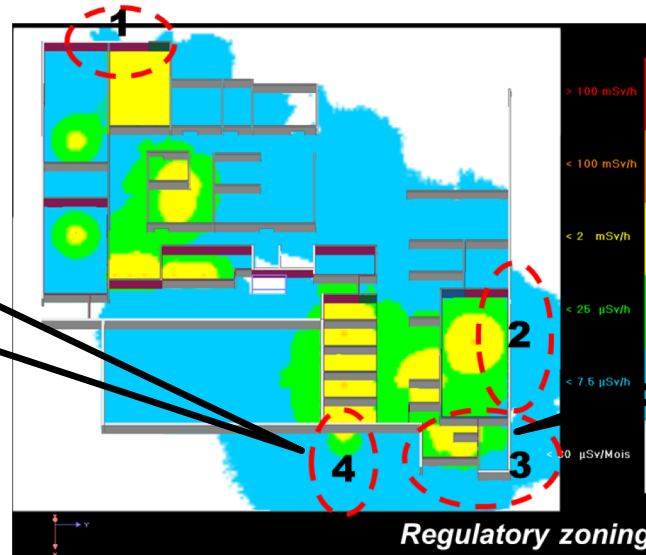 1
> 100 mSv/h
< 100 mSv/h
< 2 mSv/h
2
< 25 µSv/h
< 7.5 µSv/h
3
µSv/Mois
4
Y
Regulatory zoning